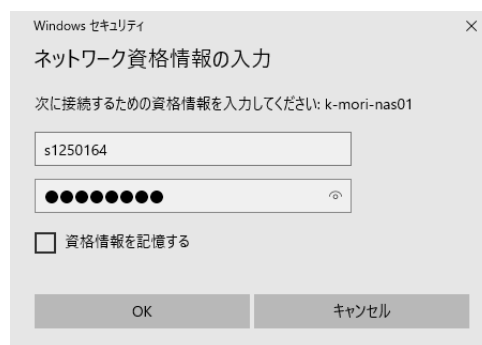 Windows セキュリティ
ネットワーク資格情報の入力
次に接続するための資格情報を入力してください: k-mori-nas01
s1250164
●●●●●●●●
資格情報を記憶する
OK
キャンセル